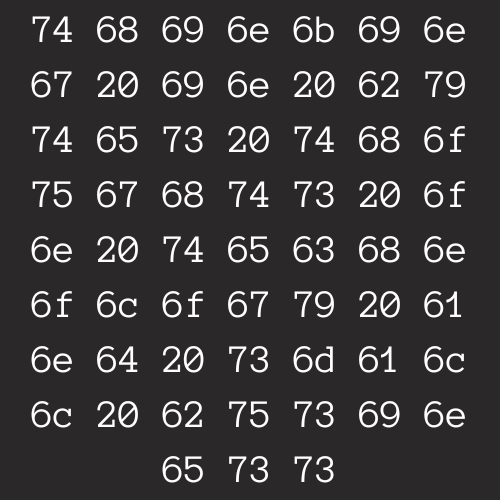 74 68 69 6e 6b 69 6e
67 20 69 6e 20 62 79
74 65 73 20 74 68 6f
75 67 68 74 73 20 6f
6e 20 74 65 63 68 6e
6f 6c 6f 67 79 20 61
6e 64 20 73 6d 61 6c
6c 20 62 75 73 69 6e
65 73 73